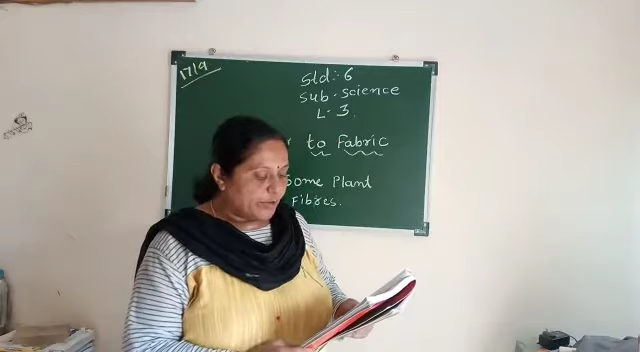 17/9
Std :- 6
Sub - Science
L - 3.
to Fabric
Some Plant
Fibres.